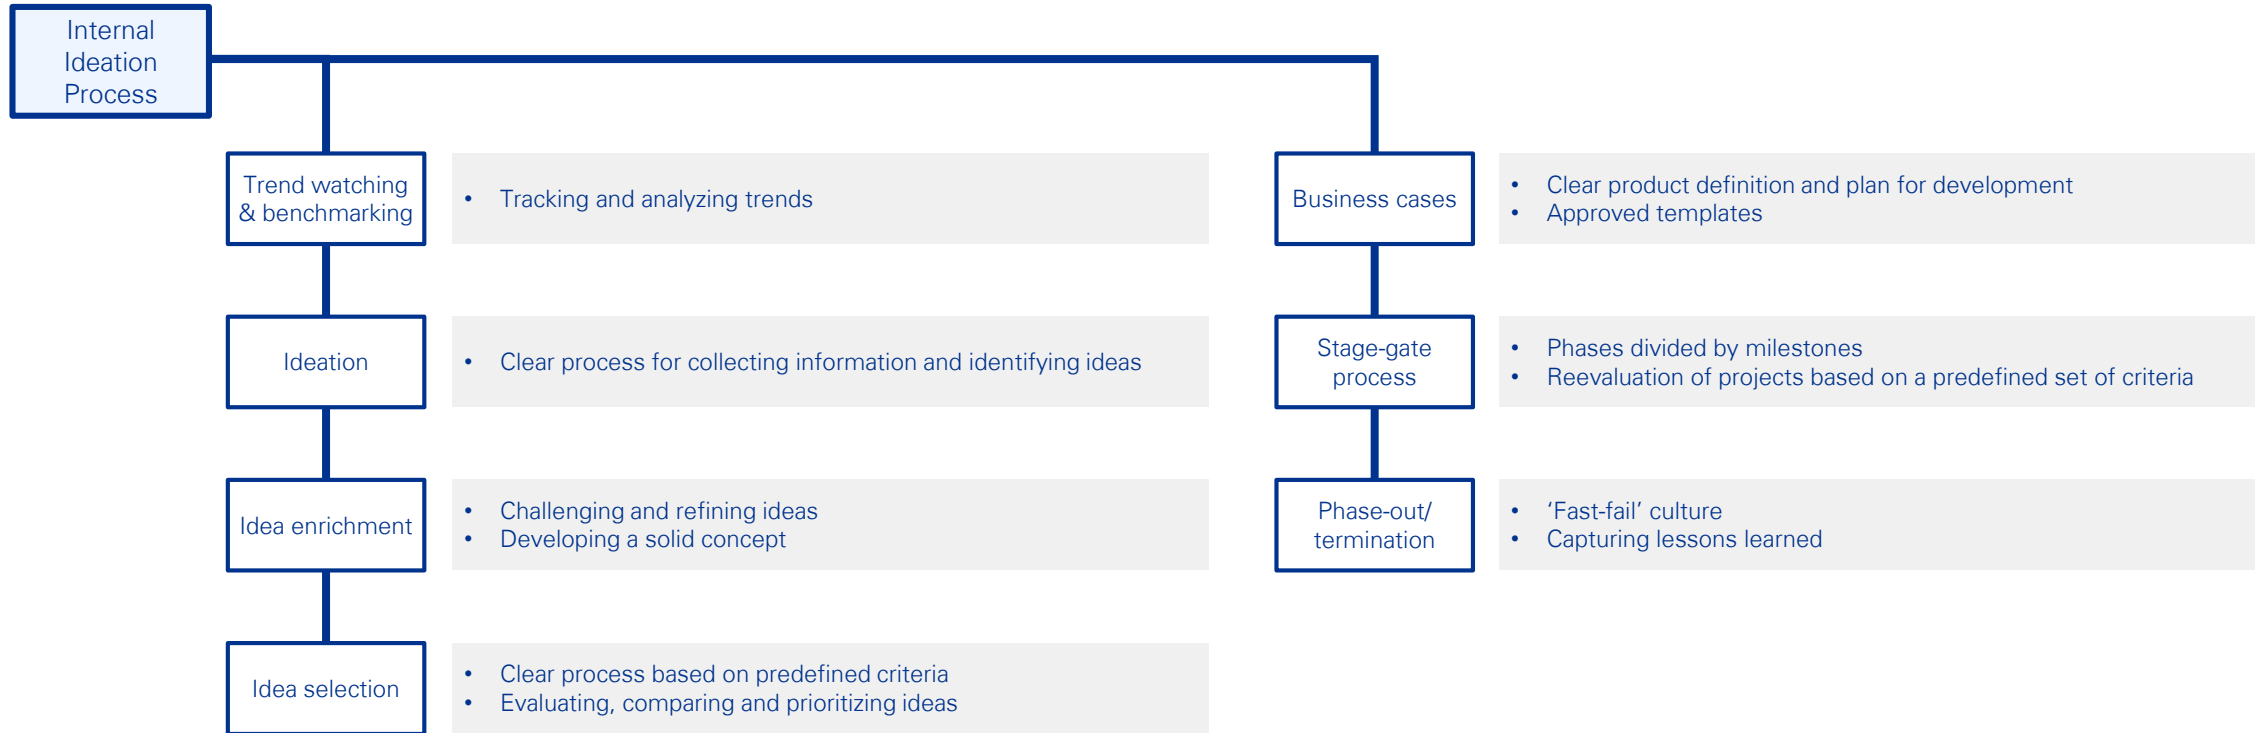 Internal
Ideation
Process
Trend watching
& benchmarking
• Tracking and analyzing trends
Ideation
• Clear process for collecting information and identifying ideas
Idea enrichment
• Challenging and refining ideas
• Developing a solid concept
Idea selection
• Clear process based on predefined criteria
• Evaluating, comparing and prioritizing ideas
Business cases
• Clear product definition and plan for development
• Approved templates
Stage-gate
process
• Phases divided by milestones
• Reevaluation of projects based on a predefined set of criteria
Phase-out/
termination
• ‘Fast-fail’ culture
• Capturing lessons learned